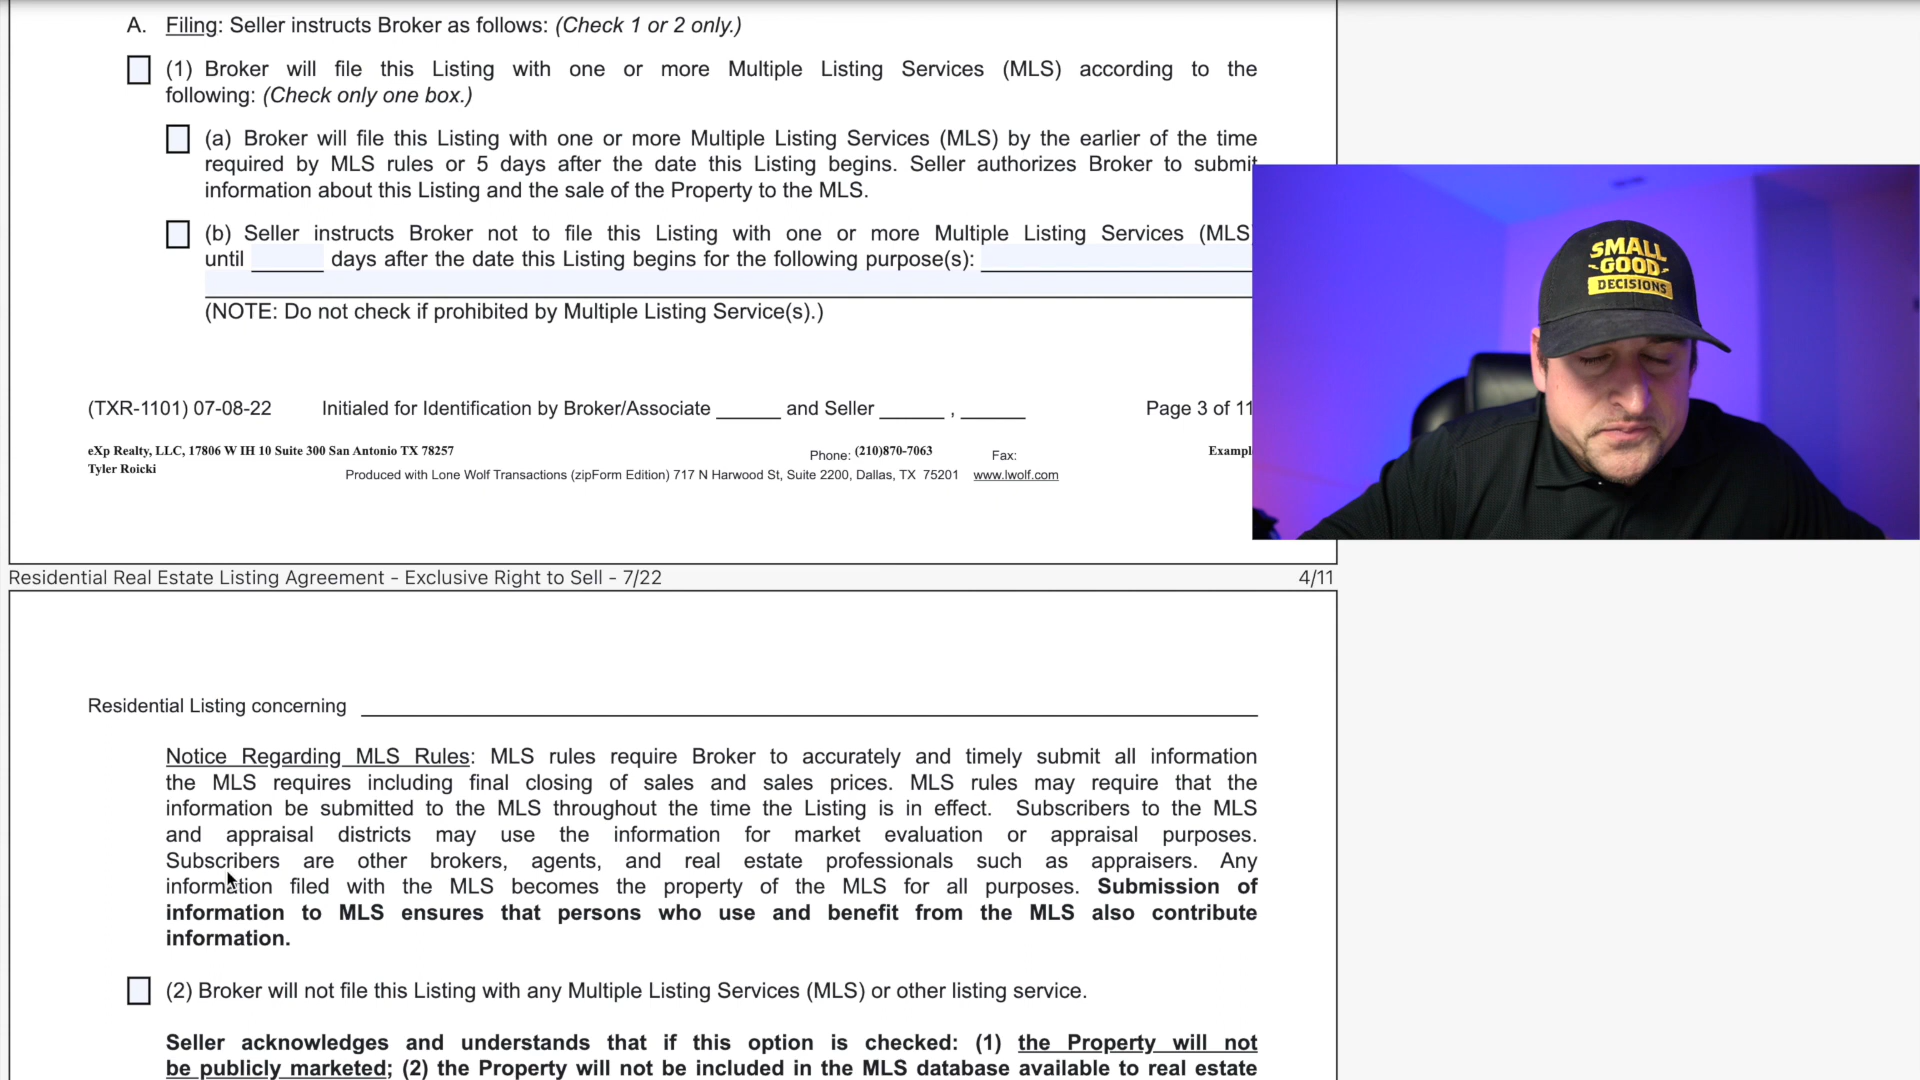 A. Filing: Seller instructs Broker as follows: (Check 1 or 2 only.)
(1) Broker will file this Listing with one or more Multiple Listing Services (MLS) according to the
following: (Check only one box.)
(a) Broker will file this Listing with one or more Multiple Listing Services (MLS) by the earlier of the time
required by MLS rules or 5 days after the date this Listing begins. Seller authorizes Broker to submit
information about this Listing and the sale of the Property to the MLS.
(b) Seller instructs Broker not to file this Listing with one or more Multiple Listing Services (MLS)
until ______ days after the date this Listing begins for the following purpose(s):
(NOTE: Do not check if prohibited by Multiple Listing Service(s).)
SMALL
GOOD
DECISIONS
(TXR-1101) 07-08-22 Initialed for Identification by Broker/Associate _____ and Seller _____ , _____ Page 3 of 11
eXp Realty, LLC, 17806 W IH 10 Suite 300 San Antonio TX 78257 Phone: (210)870-7063 Fax: Exampl
Tyler Roicki
Produced with Lone Wolf Transactions (zipForm Edition) 717 N Harwood St, Suite 2200, Dallas, TX 75201 www.lwolf.com
Residential Real Estate Listing Agreement - Exclusive Right to Sell - 7/22 4/11
Residential Listing concerning
Notice Regarding MLS Rules: MLS rules require Broker to accurately and timely submit all information
the MLS requires including final closing of sales and sales prices. MLS rules may require that the
information be submitted to the MLS throughout the time the Listing is in effect. Subscribers to the MLS
and appraisal districts may use the information for market evaluation or appraisal purposes.
Subscribers are other brokers, agents, and real estate professionals such as appraisers. Any
information filed with the MLS becomes the property of the MLS for all purposes. Submission of
information to MLS ensures that persons who use and benefit from the MLS also contribute
information.
(2) Broker will not file this Listing with any Multiple Listing Services (MLS) or other listing service.
Seller acknowledges and understands that if this option is checked: (1) the Property will not
be publicly marketed; (2) the Property will not be included in the MLS database available to real estate